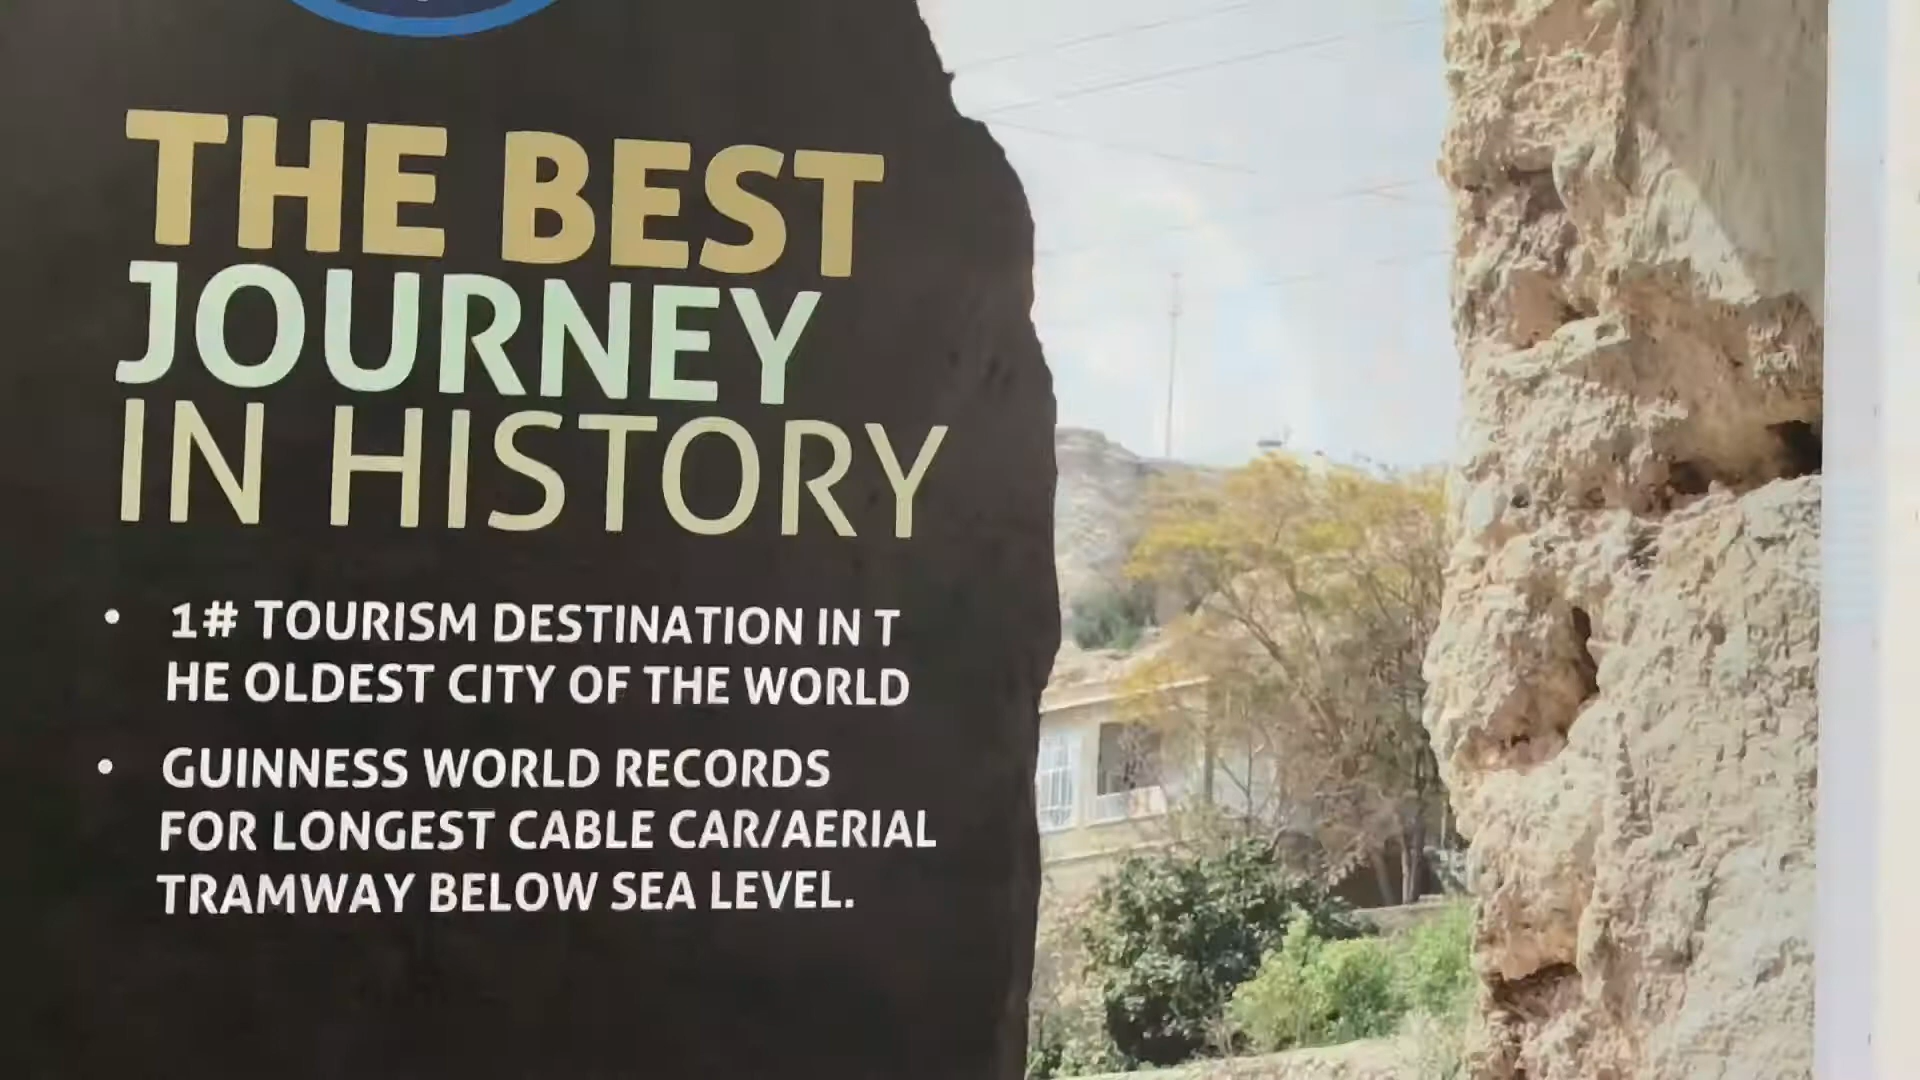 THE BEST
JOURNEY
IN HISTORY
• 1# TOURISM DESTINATION IN T
HE OLDEST CITY OF THE WORLD
• GUINNESS WORLD RECORDS
FOR LONGEST CABLE CAR/AERIAL
TRAMWAY BELOW SEA LEVEL.